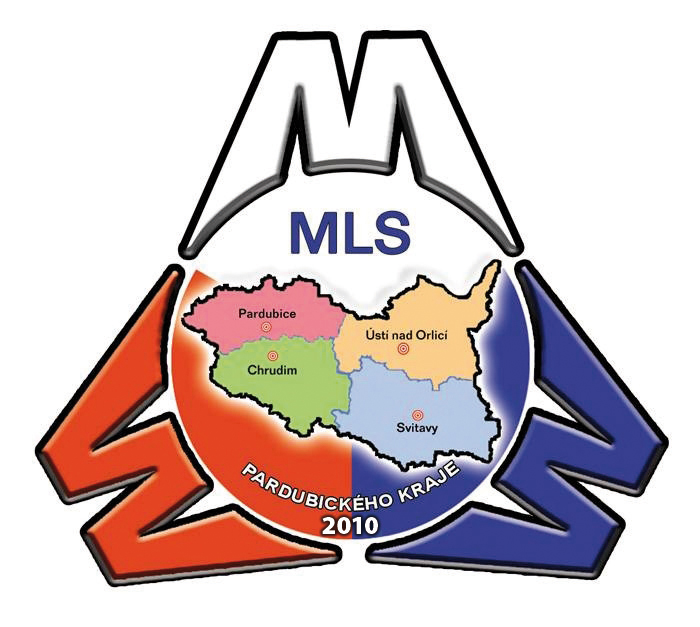 MLS
Pardubice
Ústí nad Orlicí
Chrudim
Svitavy
PARDUBICKÉHO KRAJE
2010